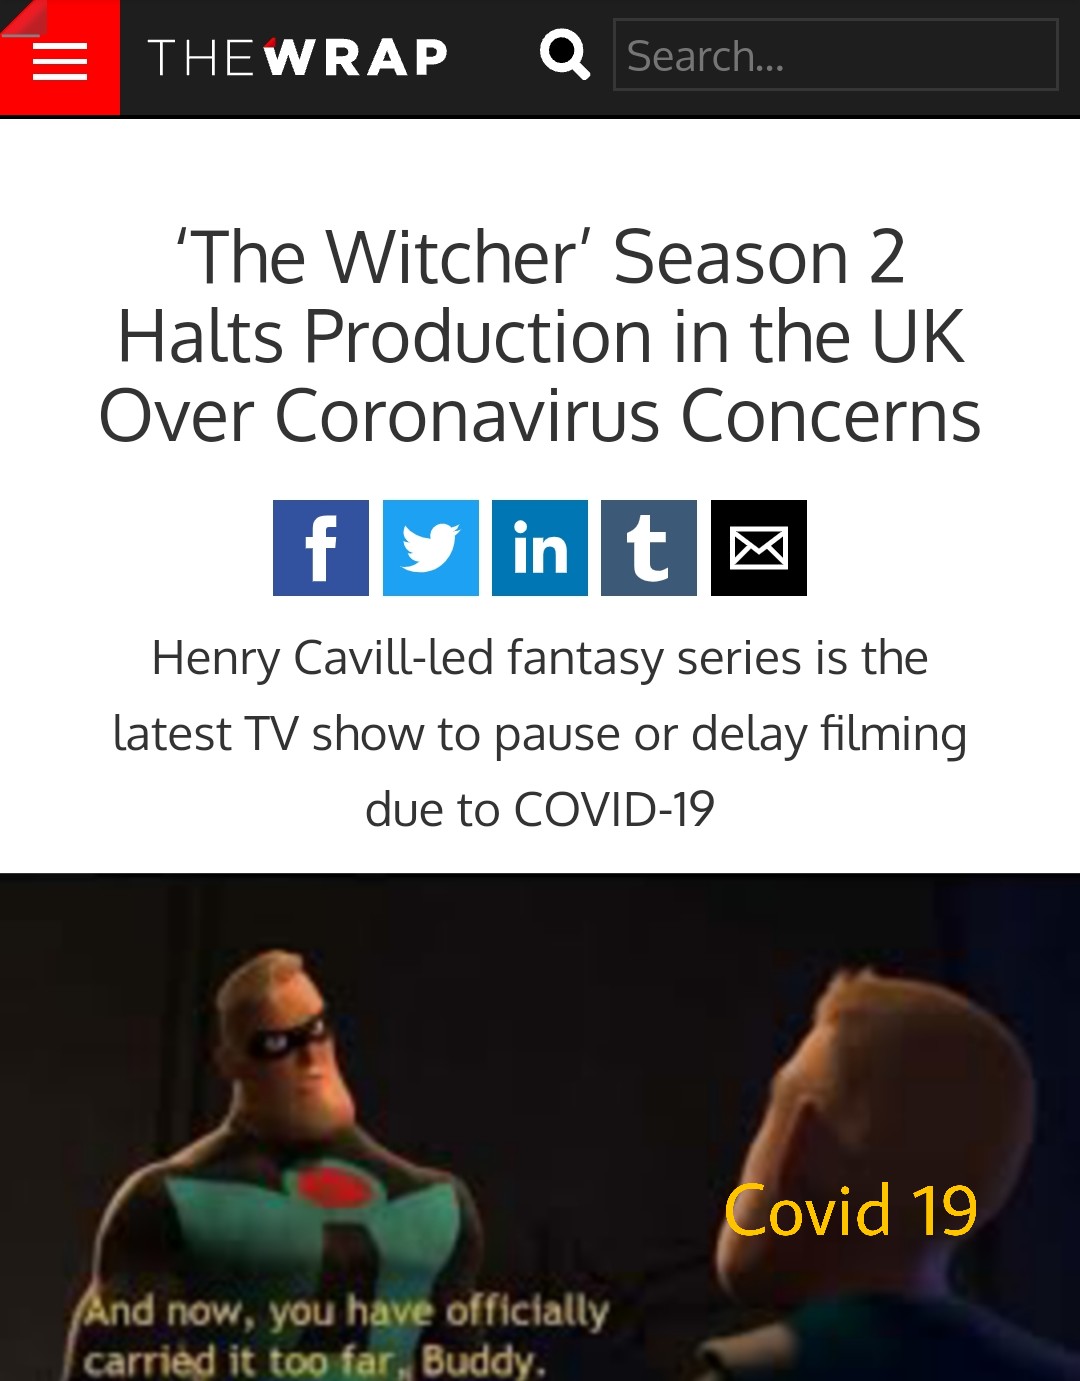 THE WRAP
Search...
‘The Witcher’ Season 2
Halts Production in the UK
Over Coronavirus Concerns
f
in
t
Henry Cavill-led fantasy series is the
latest TV show to pause or delay filming
due to COVID-19
Covid 19
And now, you have officially
carried it too far, Buddy.